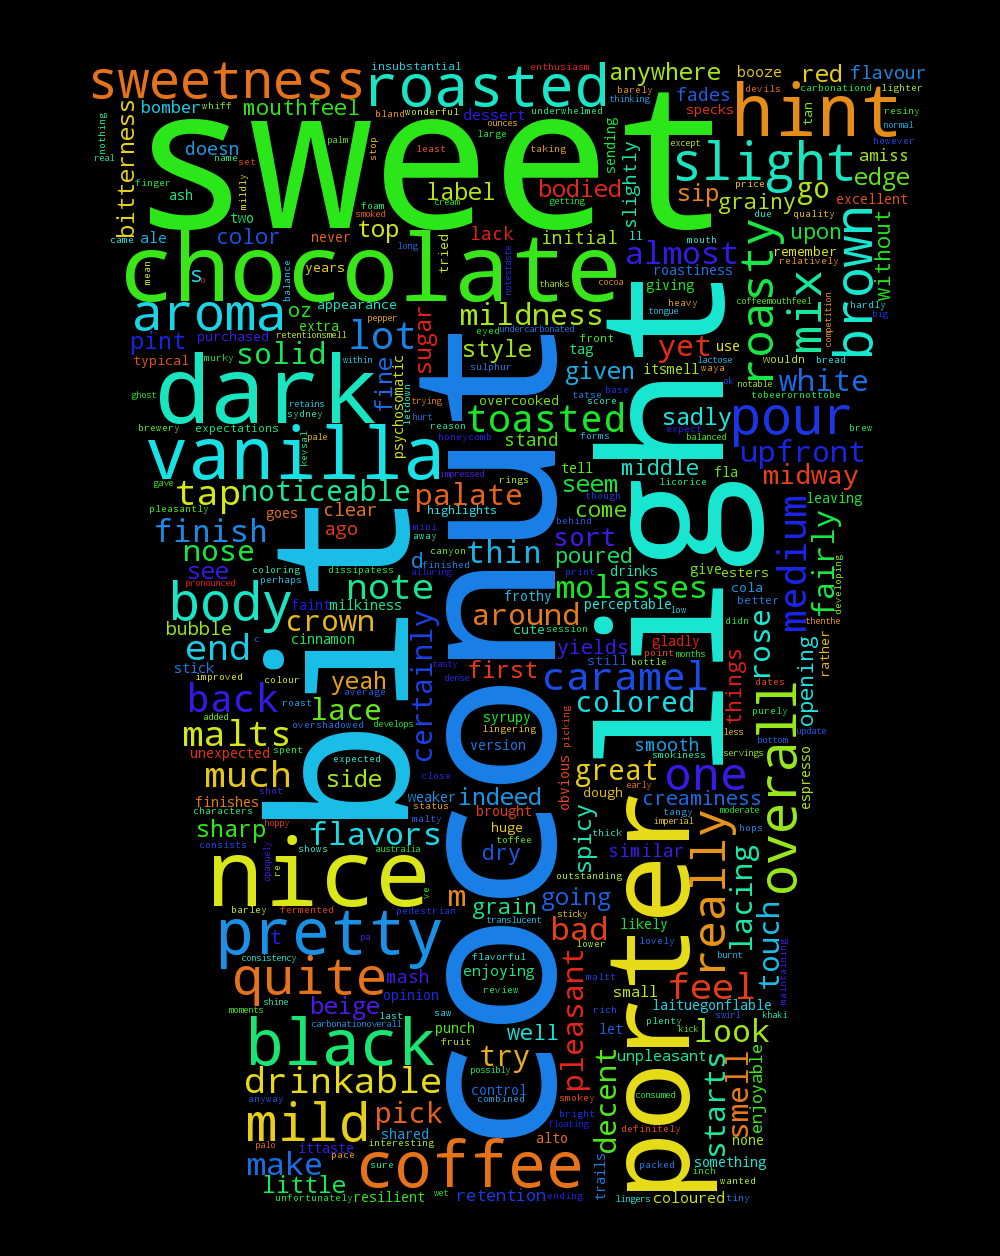 insubstantial
enthusiasm
sweetness
roasted
anywhere
booze
red
flavour
bomber
whiff
mouthfeel
bland
wonderful
dessert
ounces
underwhelmed
barely
thinking
fades
devils
carbonationd
lighter
hint
specks
tan
resiny
normal
nothing
real
bitterness
doesn
name
set
palm
stop
large
least
taking
sending
except
however
sweet
slight
amiss
finger
ash
mildly
label
cream
bodied
getting
slightly
sip
price
grainy
go
edge
excellent
two
foam
smoked
top
due
quality
upon
came
ale
color
never
long
tried
lack
initial
ll
almost
mouth
roasty
remember
relatively
brown
without
chocolate
mean
s
o
balance
years
notestaste
thanks
cocoa
roastiness
giving
heavy
tongue
mix
hardly
big
aroma
oz
appearance
extra
pepper
lot
sugar
mildness
eyed
undercarbonated
front
tag
coffeemouthfeel
competition
pint
purchased
retentionsmell
typical
murky
solid
within
fine
style
sulphur
given
itsmell
yet
use
lactose
waya
wouldn
bread
ghost
dark
retains
sydney
psychosomatic
letdown
trying
hurt
overcooked
tatse
base
score
sadly
ok
notable
white
tobeerornottobe
brewery
expectations
kevsal
pale
reason
toasted
forms
expect
balanced
pour
brew
vanilla
honeycomb
stand
middle
upfront
gave
impressed
rings
tell
though
licorice
fla
midway
tap
noticeable
palate
seem
leaving
pleasantly
goes
clear
highlights
come
behind
light
medium
finish
ago
mini
away
canyon
sort
fairly
nose
d
finished
thin
poured
developing
see
coloring
perhaps
dissipatess
alluring
print
drinks
give
esters
cola
pronounced
note
frothy
molasses
better
body
faint
milkiness
perceptable
low
thenthe
bubble
crown
cinnamon
certainly
around
cute
session
didn
rose
rather
end
c
tasty
yields
gladly
point
months
stick
improved
colour
yeah
dense
first
still
bottle
caramel
things
dates
opening
back
roast
average
lace
develops
syrupy
lingering
colored
purely
added
overshadowed
less
update
malts
version
smooth
smokiness
bottom
unexpected
spent
expected
close
obvious
picking
servings
overall
espresso
much
shot
side
status
great
dough
early
one
finishes
characters
weaker
malty
indeed
creaminess
moderate
sharp
hoppy
flavors
brought
huge
toffee
tangy
imperial
hops
consists
opaquely
re
shows
australia
dry
spicy
thick
similar
nice
ve
outstanding
porter
really
lacing
barley
fermented
pedestrian
m
grain
sticky
going
likely
pretty
t
pa
translucent
bad
lower
lovely
burnt
touch
maintaining
consistency
flavorful
enjoying
quite
mash
opinion
review
maltt
feel
shine
beige
small
laituegonflable
moments
last
saw
pleasant
rich
plenty
swirl
khaki
carbonationoverall
punch
fruit
well
let
kick
look
black
try
unpleasant
possibly
decent
starts
smell
enjoyable
drinkable
control
combined
smokey
consumed
anyway
mild
pick
bright
floating
definitely
shared
alto
none
palo
ittaste
interesting
coconut
make
pace
coffee
sure
trails
packed
something
inch
little
wanted
unfortunately
resilient
wet
retention
ending
lingers
coloured
tiny
bit